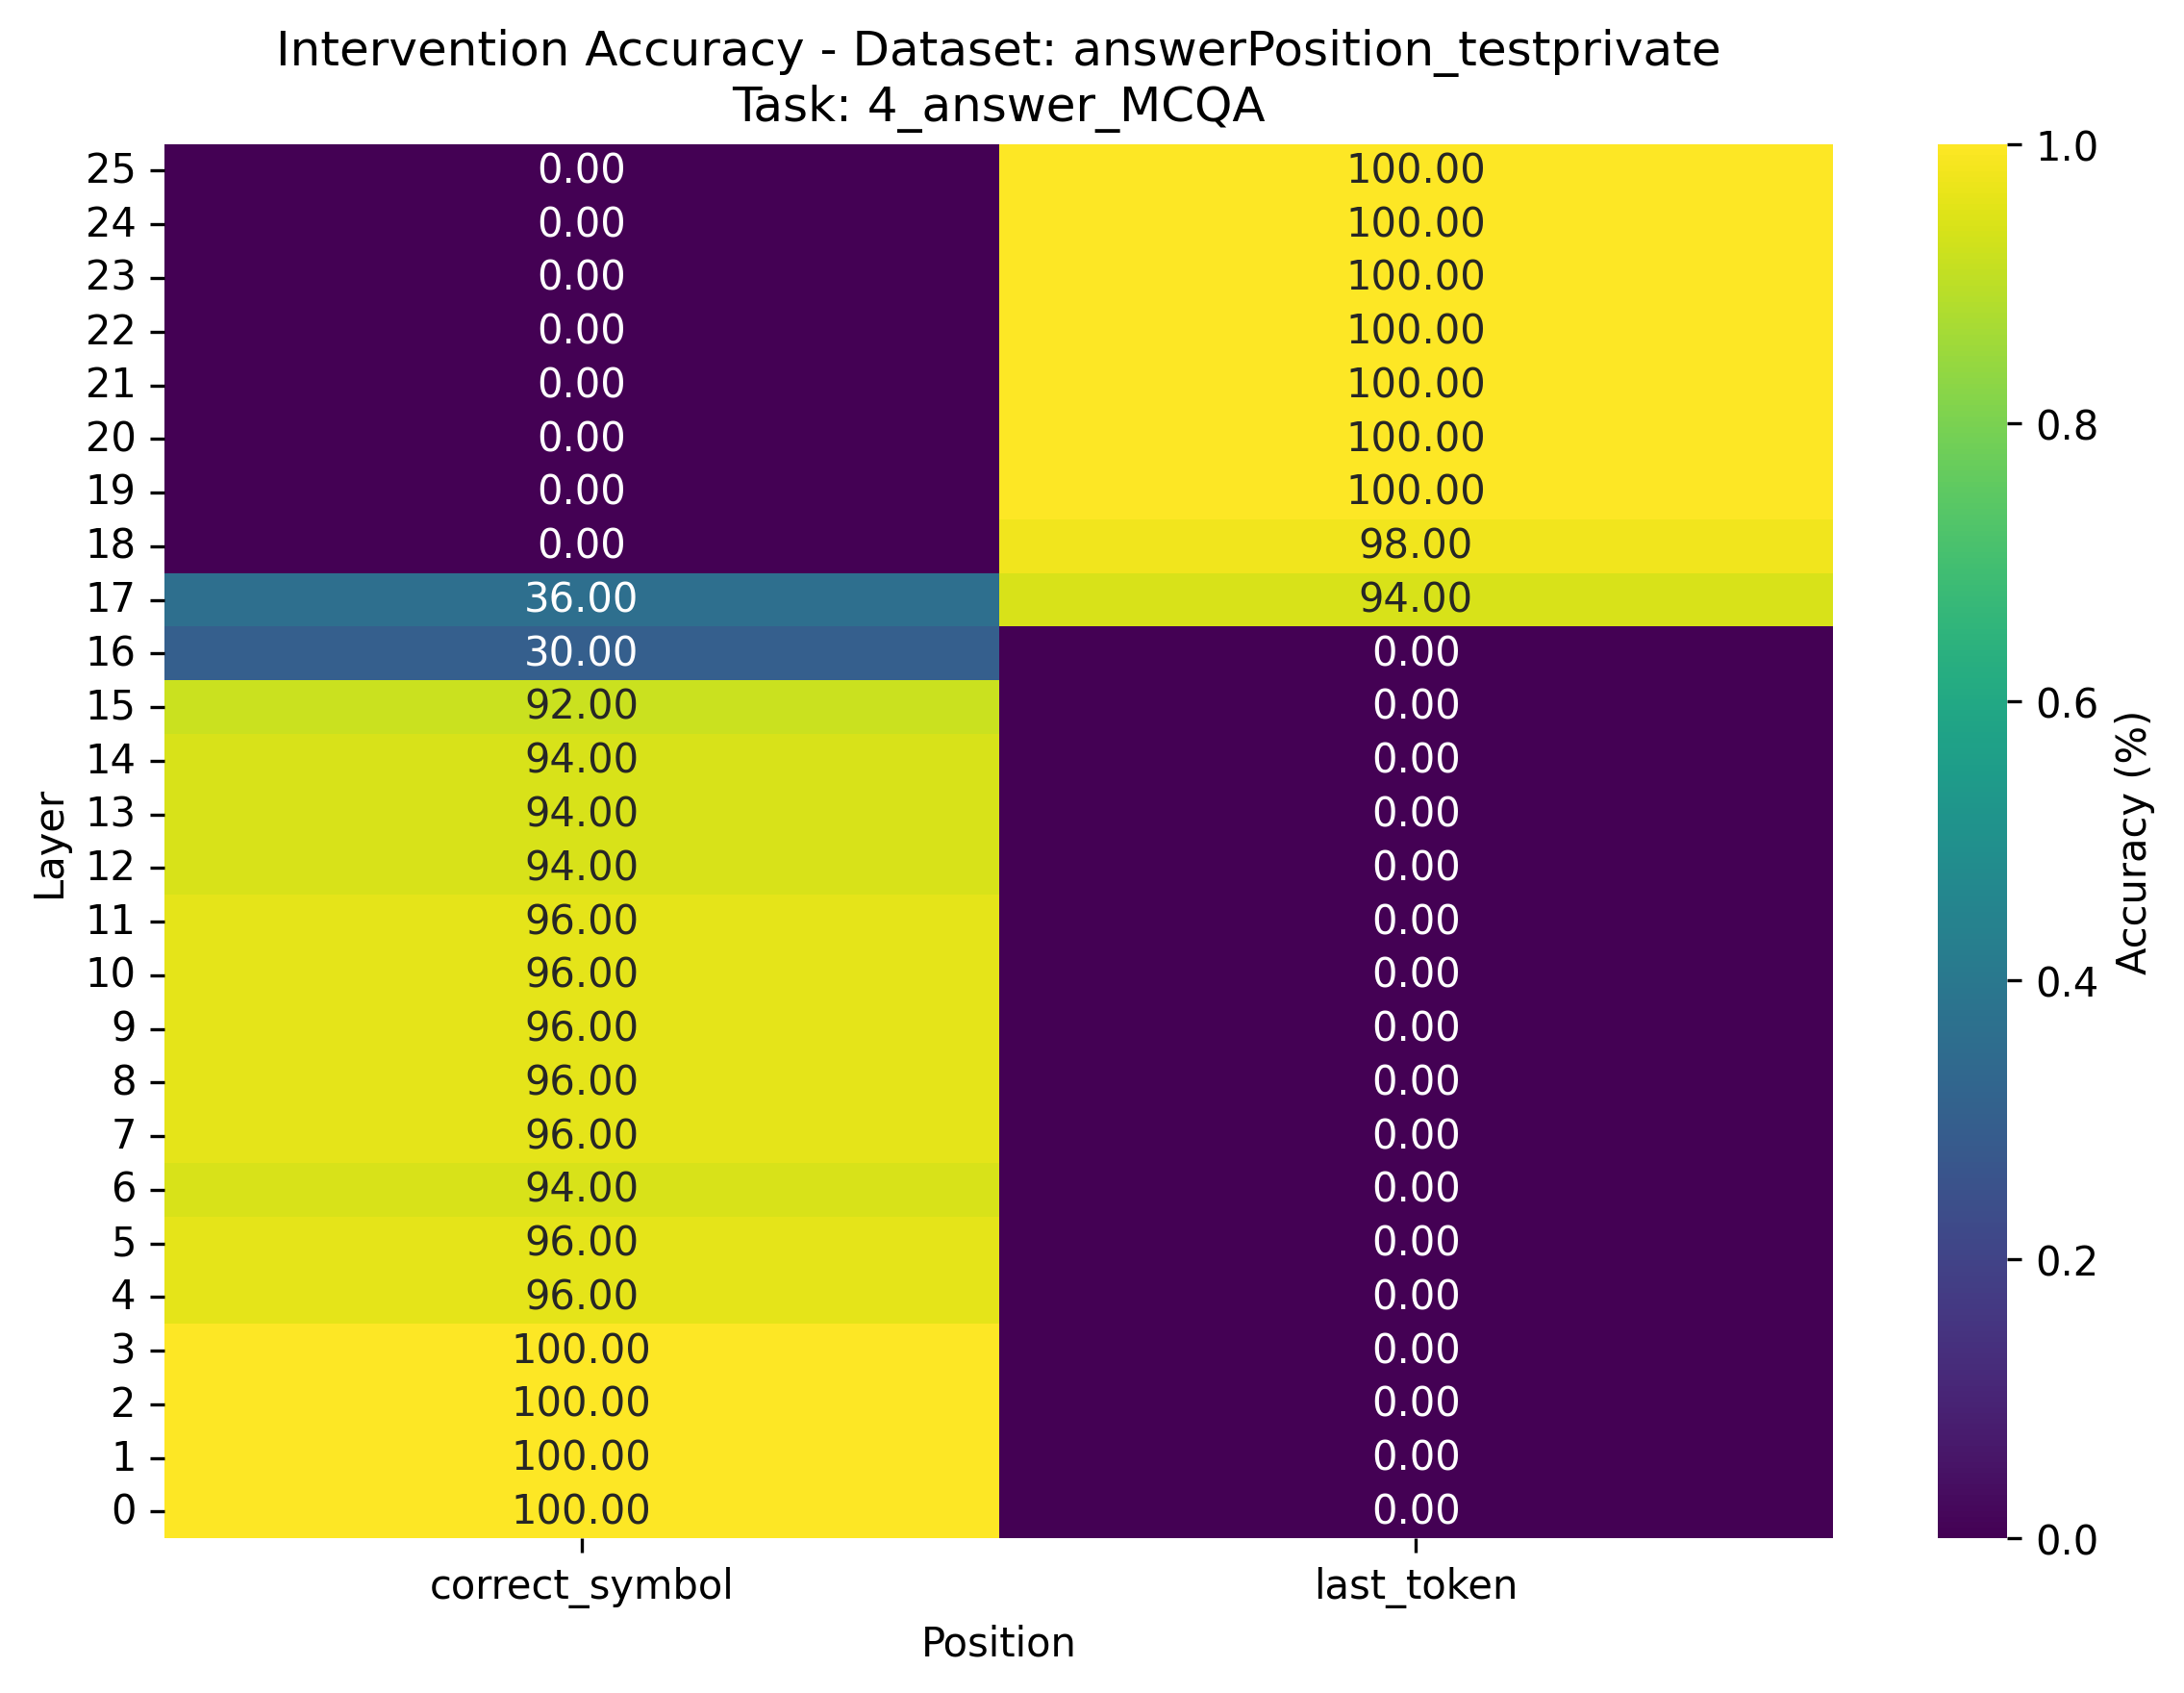 Intervention Accuracy - Dataset: answerPosition_testprivate
Task: 4_answer_MCQA
25 0.00 100.00
24 0.00 100.00
23 0.00 100.00
22 0.00 100.00
21 0.00 100.00
20 0.00 100.00
19 0.00 100.00
18 0.00 98.00
17 36.00 94.00
16 30.00 0.00
15 92.00 0.00
14 94.00 0.00
13 94.00 0.00
12 94.00 0.00
11 96.00 0.00
10 96.00 0.00
9 96.00 0.00
8 96.00 0.00
7 96.00 0.00
6 94.00 0.00
5 96.00 0.00
4 96.00 0.00
3 100.00 0.00
2 100.00 0.00
1 100.00 0.00
0 100.00 0.00
Layer
correct_symbol last_token
Position
1.0
0.8
0.6
0.4
0.2
0.0
Accuracy (%)